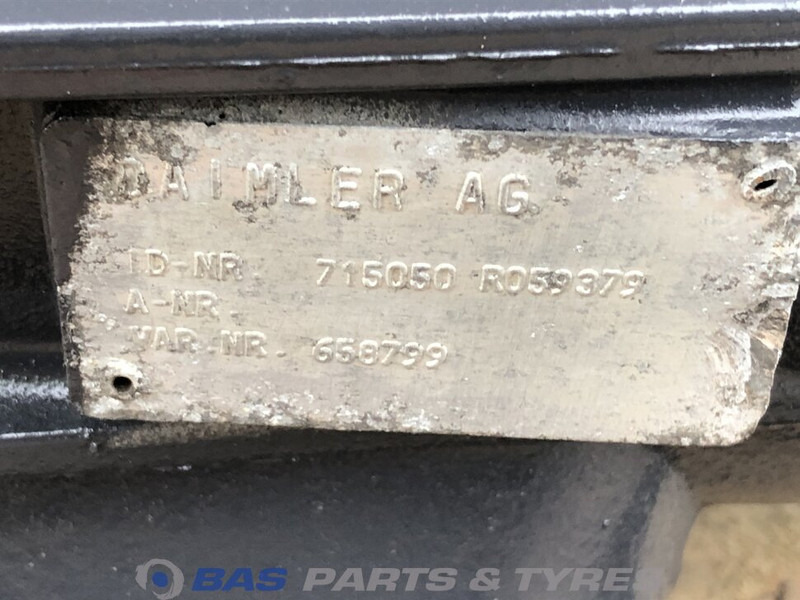 DAIMLER AG
ID-NR. 715050 R059379
A-NR.
VAR.NR. 658799
BAS PARTS & TYRES